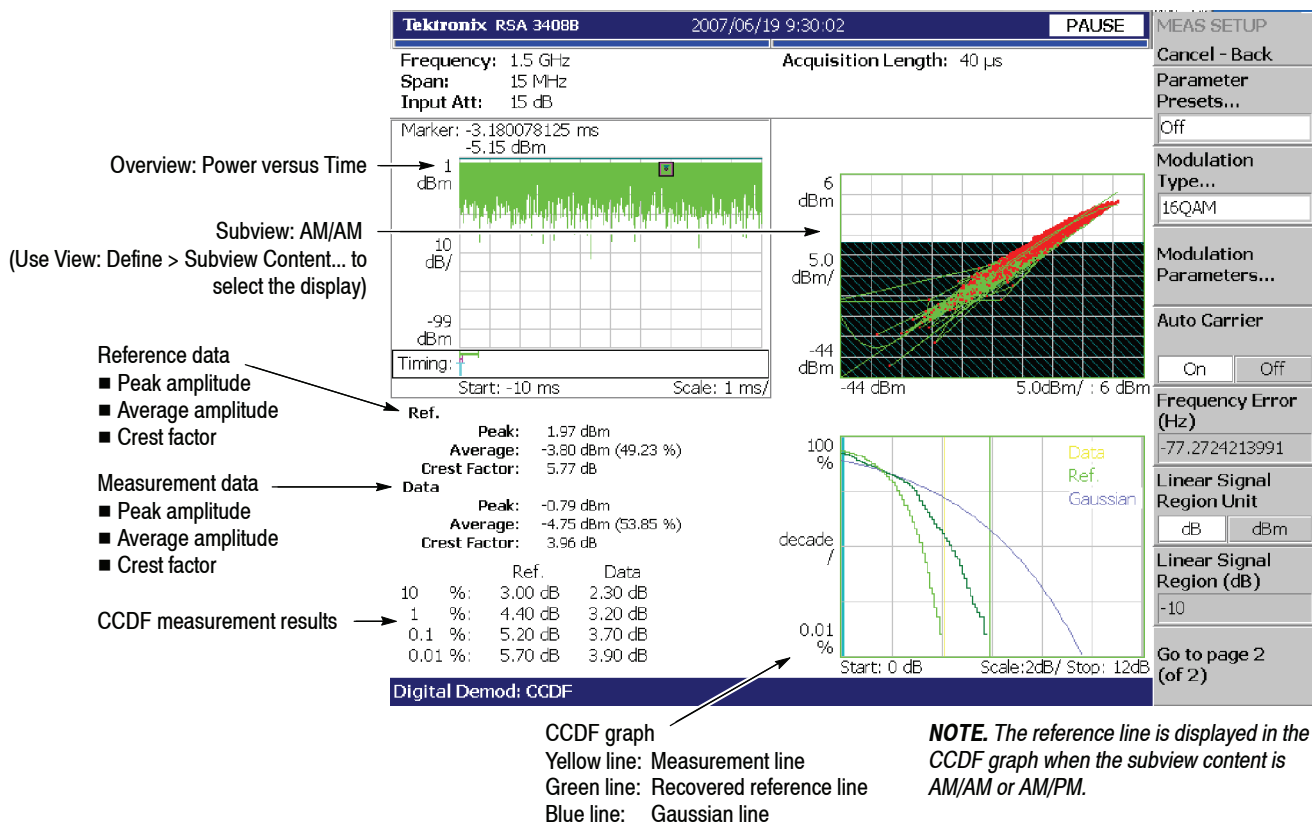 Tektronix RSA 3408B 2007/06/19 9:30:02 PAUSE
Frequency: 1.5 GHz
Span: 15 MHz
Input Att: 15 dB
Acquisition Length: 40 µs
Marker: -3.180078125 ms
-5.15 dBm
1
dBm
10
dB/
-99
dBm
Timing:
Start: -10 ms Scale: 1 ms/
6
dBm
5.0
dBm/
-44
dBm
-44 dBm 5.0dBm/ : 6 dBm
Ref.
Peak: 1.97 dBm
Average: -3.80 dBm (49.23 %)
Crest Factor: 5.77 dB
Data
Peak: -0.79 dBm
Average: -4.75 dBm (53.85 %)
Crest Factor: 3.96 dB
Ref. Data
10 %: 3.00 dB 2.30 dB
1 %: 4.40 dB 3.20 dB
0.1 %: 5.20 dB 3.70 dB
0.01 %: 5.70 dB 3.90 dB
100
%
decade
/
0.01
%
Data
Ref.
Gaussian
Start: 0 dB Scale:2dB/ Stop: 12dB
Digital Demod: CCDF
MEAS SETUP
Cancel - Back
Parameter
Presets...
Off
Modulation
Type...
16QAM
Modulation
Parameters...
Auto Carrier
On Off
Frequency Error
(Hz)
-77.2724213991
Linear Signal
Region Unit
dB dBm
Linear Signal
Region (dB)
-10
Go to page 2
(of 2)
Overview: Power versus Time
Subview: AM/AM
(Use View: Define > Subview Content... to
select the display)
Reference data
■ Peak amplitude
■ Average amplitude
■ Crest factor
Measurement data
■ Peak amplitude
■ Average amplitude
■ Crest factor
CCDF measurement results
CCDF graph
Yellow line: Measurement line
Green line: Recovered reference line
Blue line: Gaussian line
NOTE. The reference line is displayed in the
CCDF graph when the subview content is
AM/AM or AM/PM.